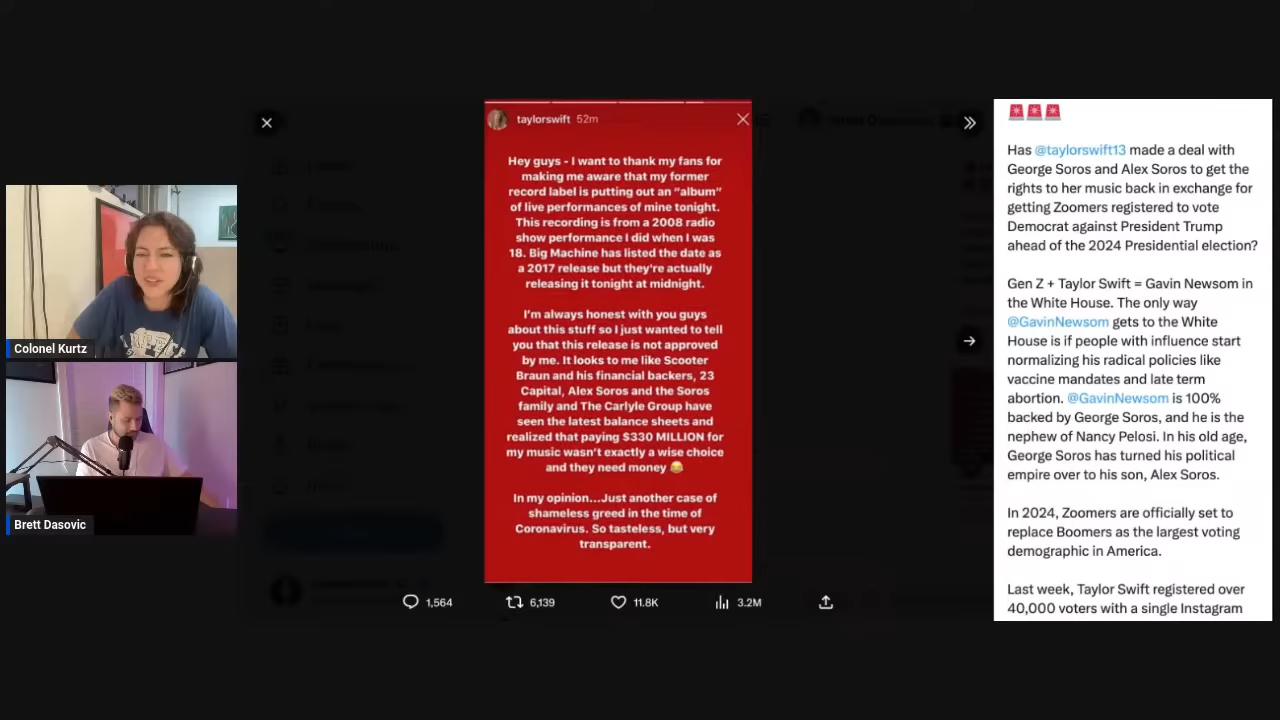 taylorswift 52m
Hey guys - I want to thank my fans for
making me aware that my former
record label is putting out an “album”
of live performances of mine tonight.
This recording is from a 2008 radio
show performance I did when I was
18. Big Machine has listed the date as
a 2017 release but they're actually
releasing it tonight at midnight.
I'm always honest with you guys
about this stuff so I just wanted to tell
you that this release is not approved
by me. It looks to me like Scooter
Braun and his financial backers, 23
Capital, Alex Soros and the Soros
family and The Carlyle Group have
seen the latest balance sheets and
realized that paying $330 MILLION for
my music wasn't exactly a wise choice
and they need money 😂
In my opinion...Just another case of
shameless greed in the time of
Coronavirus. So tasteless, but very
transparent.
1,564 6,139 11.8K 3.2M
🚨🚨🚨
Has @taylorswift13 made a deal with
George Soros and Alex Soros to get the
rights to her music back in exchange for
getting Zoomers registered to vote
Democrat against President Trump
ahead of the 2024 Presidential election?
Gen Z + Taylor Swift = Gavin Newsom in
the White House. The only way
@GavinNewsom gets to the White
House is if people with influence start
normalizing his radical policies like
vaccine mandates and late term
abortion. @GavinNewsom is 100%
backed by George Soros, and he is the
nephew of Nancy Pelosi. In his old age,
George Soros has turned his political
empire over to his son, Alex Soros.
In 2024, Zoomers are officially set to
replace Boomers as the largest voting
demographic in America.
Last week, Taylor Swift registered over
40,000 voters with a single Instagram
Colonel Kurtz
Brett Dasovic